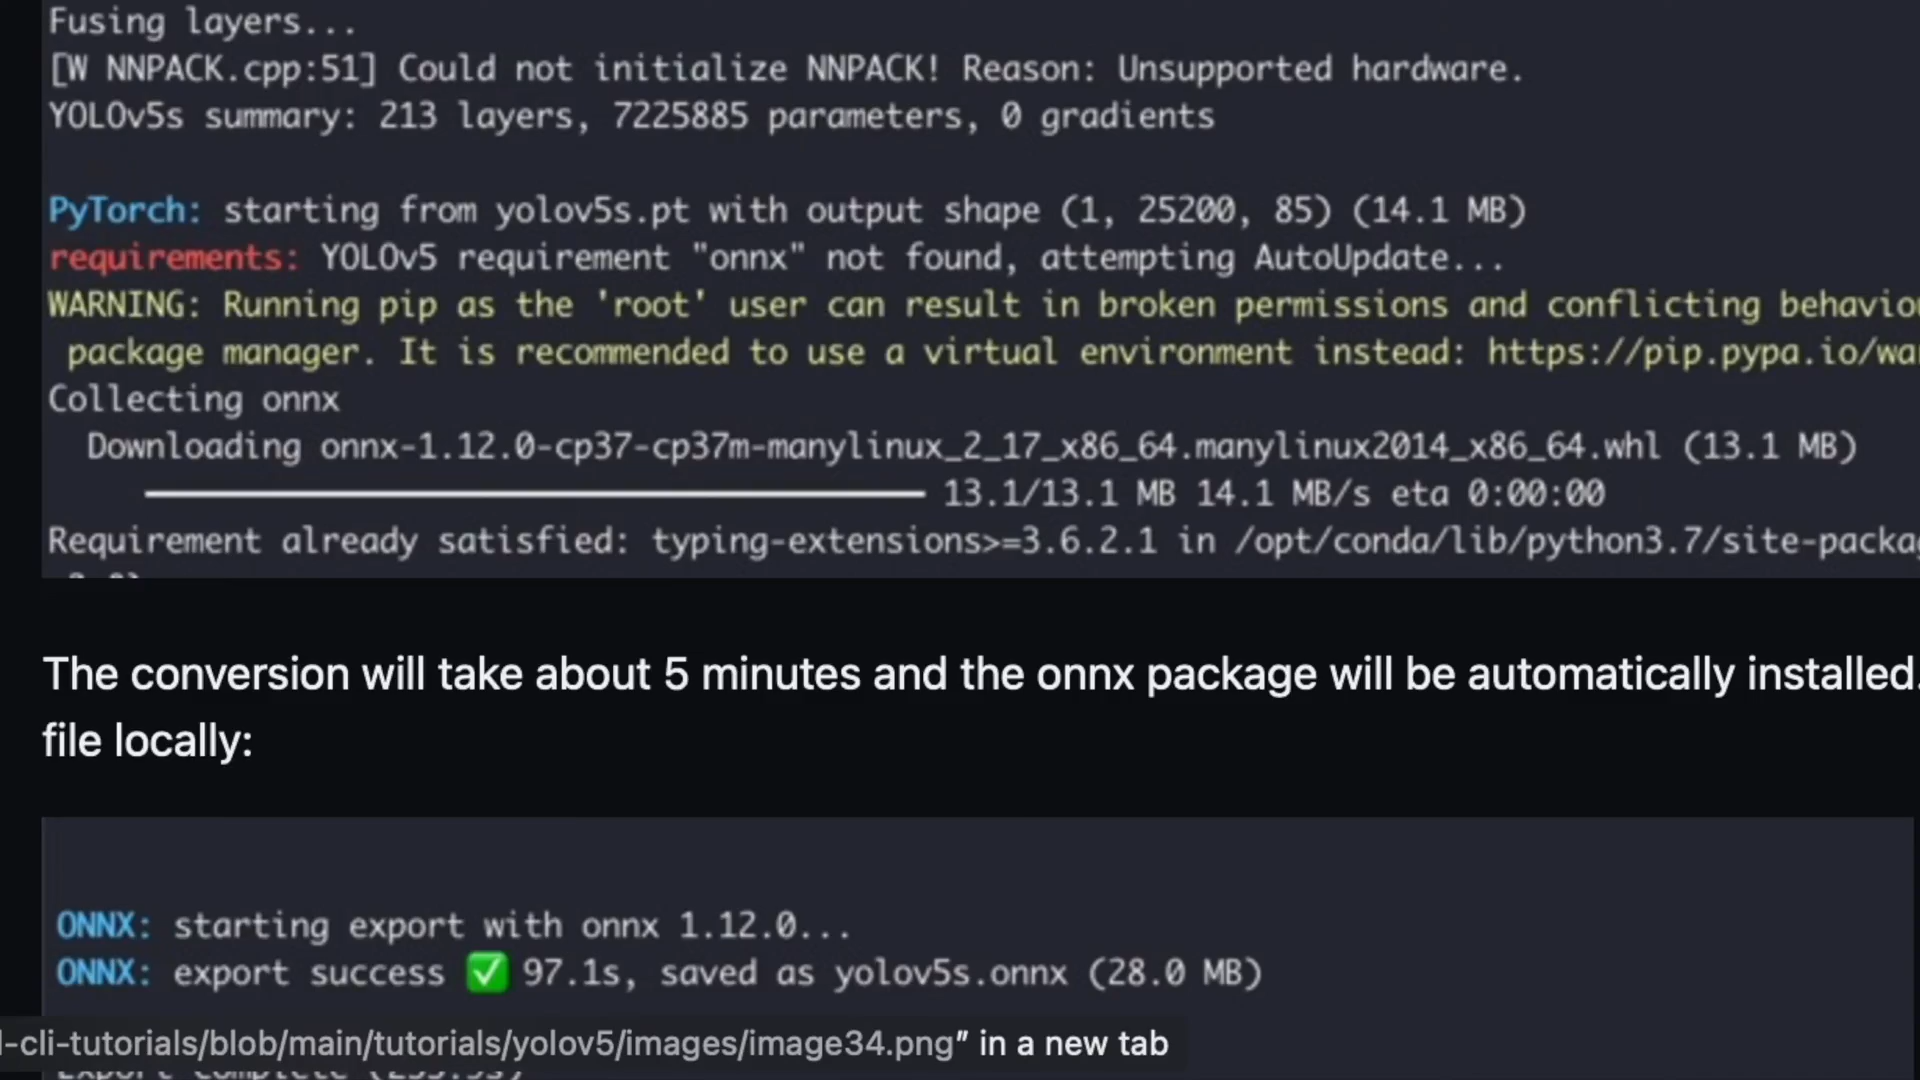 Fusing layers...
[W NNPACK.cpp:51] Could not initialize NNPACK! Reason: Unsupported hardware.
YOLOv5s summary: 213 layers, 7225885 parameters, 0 gradients
PyTorch: starting from yolov5s.pt with output shape (1, 25200, 85) (14.1 MB)
requirements: YOLOv5 requirement "onnx" not found, attempting AutoUpdate...
WARNING: Running pip as the 'root' user can result in broken permissions and conflicting behavio
package manager. It is recommended to use a virtual environment instead: https://pip.pypa.io/wa
Collecting onnx
Downloading onnx-1.12.0-cp37-cp37m-manylinux_2_17_x86_64.manylinux2014_x86_64.whl (13.1 MB)
13.1/13.1 MB 14.1 MB/s eta 0:00:00
Requirement already satisfied: typing-extensions>=3.6.2.1 in /opt/conda/lib/python3.7/site-packa
The conversion will take about 5 minutes and the onnx package will be automatically installed.
file locally:
ONNX: starting export with onnx 1.12.0...
ONNX: export success ✅ 97.1s, saved as yolov5s.onnx (28.0 MB)
-cli-tutorials/blob/main/tutorials/yolov5/images/image34.png” in a new tab